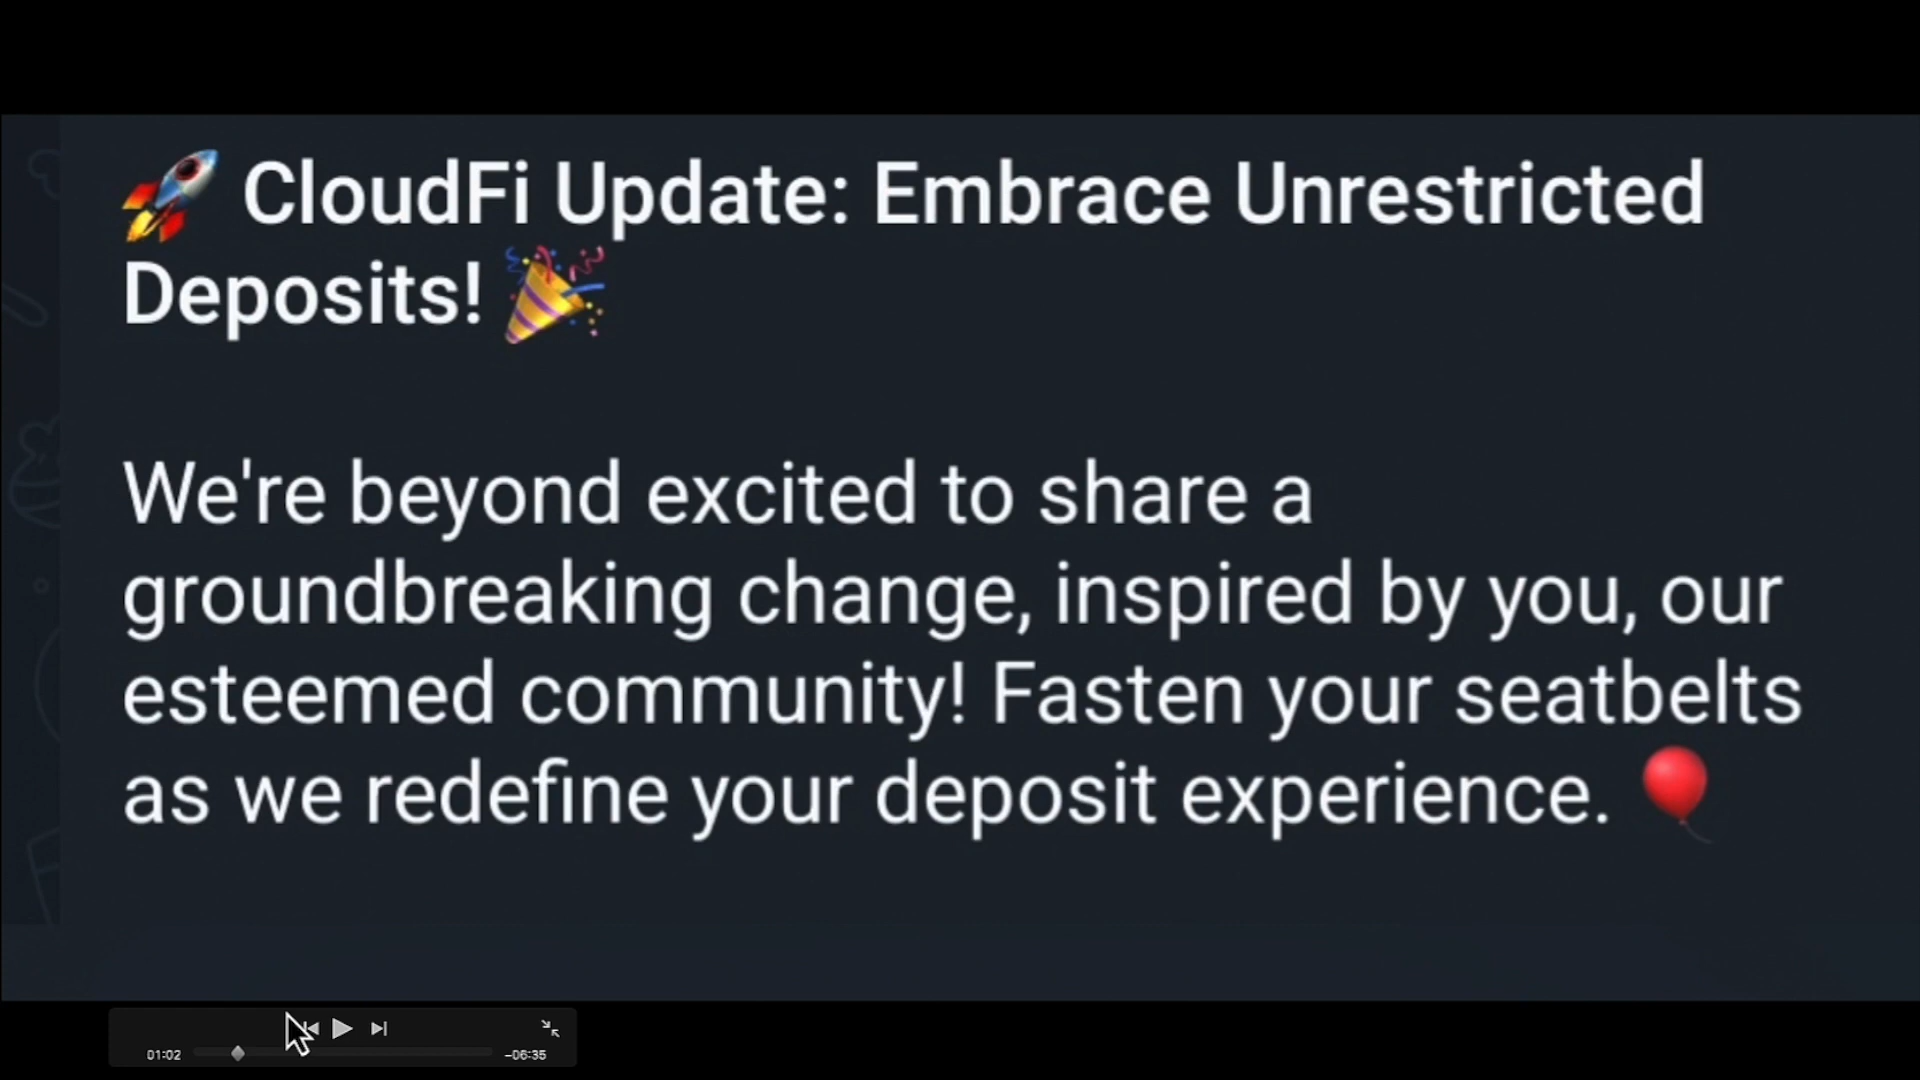 🚀 CloudFi Update: Embrace Unrestricted
Deposits! 🎉
We're beyond excited to share a
groundbreaking change, inspired by you, our
esteemed community! Fasten your seatbelts
as we redefine your deposit experience. 🎈
01:02
-06:35